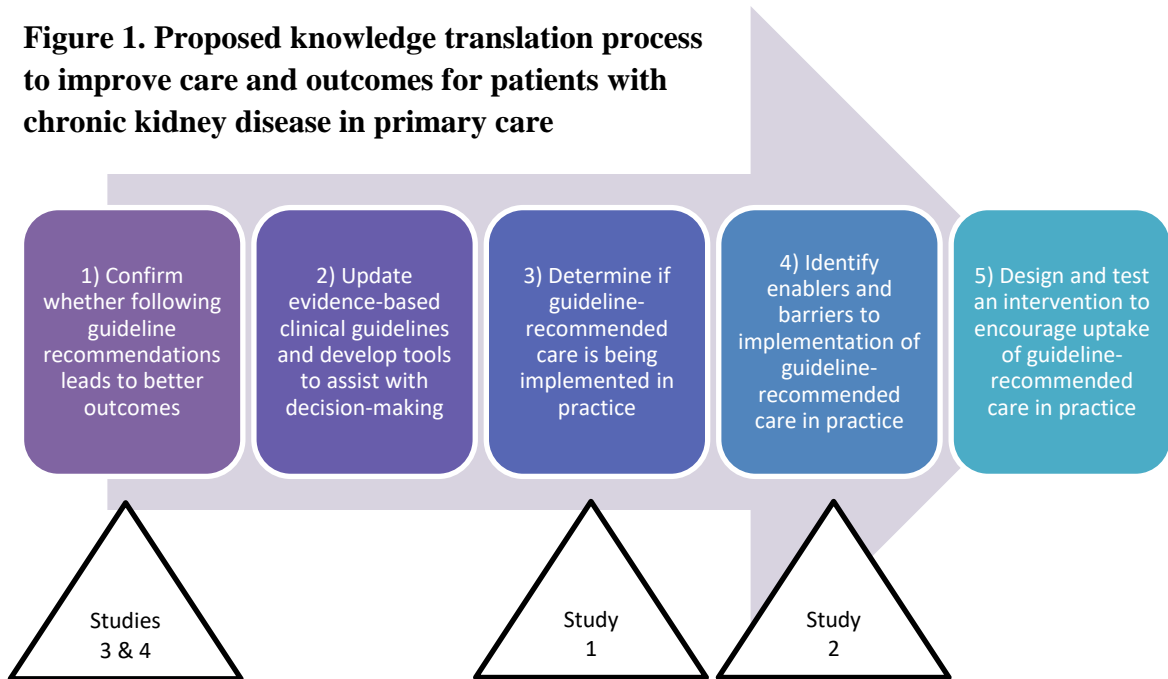 Figure 1. Proposed knowledge translation process
to improve care and outcomes for patients with
chronic kidney disease in primary care
1) Confirm
whether following
guideline
recommendations
leads to better
outcomes
2) Update
evidence-based
clinical guidelines
and develop tools
to assist with
decision-making
3) Determine if
guideline-
recommended
care is being
implemented in
practice
4) Identify
enablers and
barriers to
implementation of
guideline-
recommended
care in practice
5) Design and test
an intervention to
encourage uptake
of guideline-
recommended
care in practice
Studies
3 & 4
Study
1
Study
2